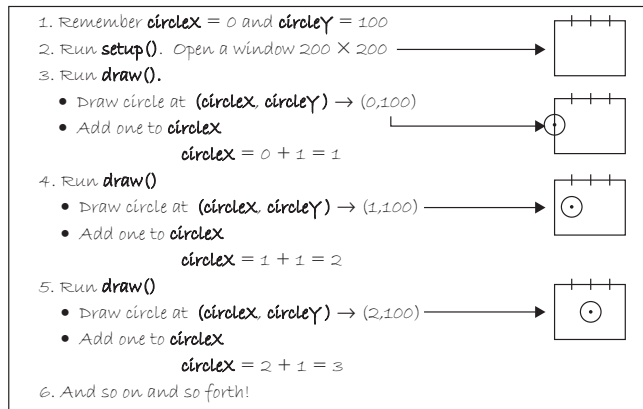 1. Remember circleX = 0 and circleY = 100
2. Run setup(). Open a window 200 × 200
3. Run draw().
• Draw circle at (circleX, circleY) → (0,100)
• Add one to circleX
circleX = 0 + 1 = 1
4. Run draw()
• Draw circle at (circleX, circleY) → (1,100)
• Add one to circleX
circleX = 1 + 1 = 2
5. Run draw()
• Draw circle at (circleX, circleY) → (2,100)
• Add one to circleX
circleX = 2 + 1 = 3
6. And so on and so forth!